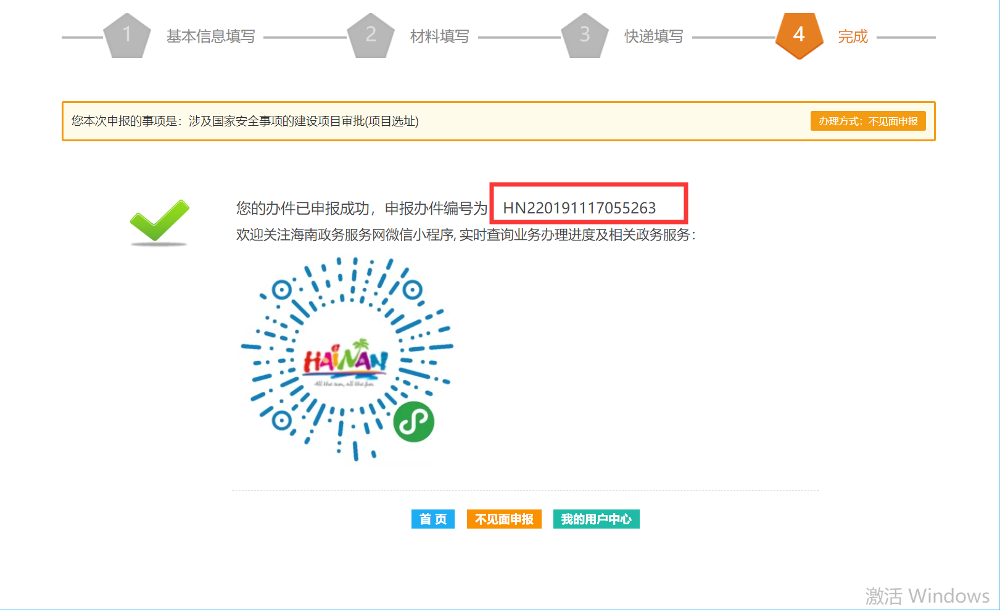 1 基本信息填写 2 材料填写 3 快递填写 4 完成
您本次申报的事项是：涉及国家安全事项的建设项目审批(项目选址) 办理方式：不见面申报
您的办件已申报成功，申报办件编号为 HN220191117055263
欢迎关注海南政务服务网微信小程序,实时查询业务办理进度及相关政务服务：
HAINAN
All the sun, all the fun
首 页 不见面申报 我的用户中心
激活 Windows